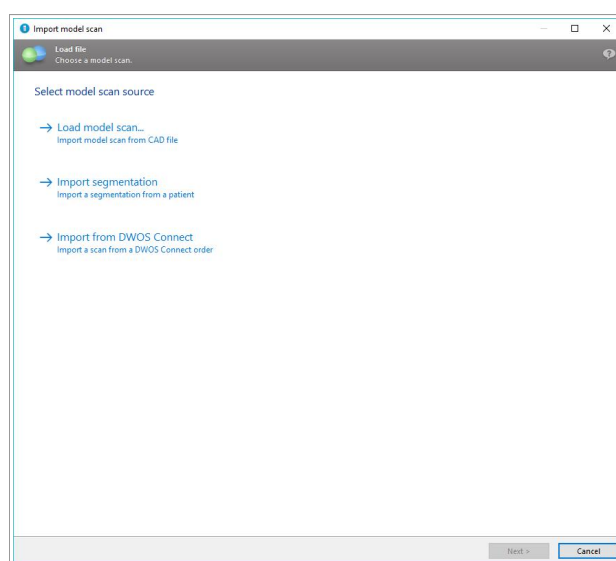 Import model scan
Load file
Choose a model scan.
Select model scan source
Load model scan...
Import model scan from CAD file
Import segmentation
Import a segmentation from a patient
Import from DWOS Connect
Import a scan from a DWOS Connect order
Next >
Cancel